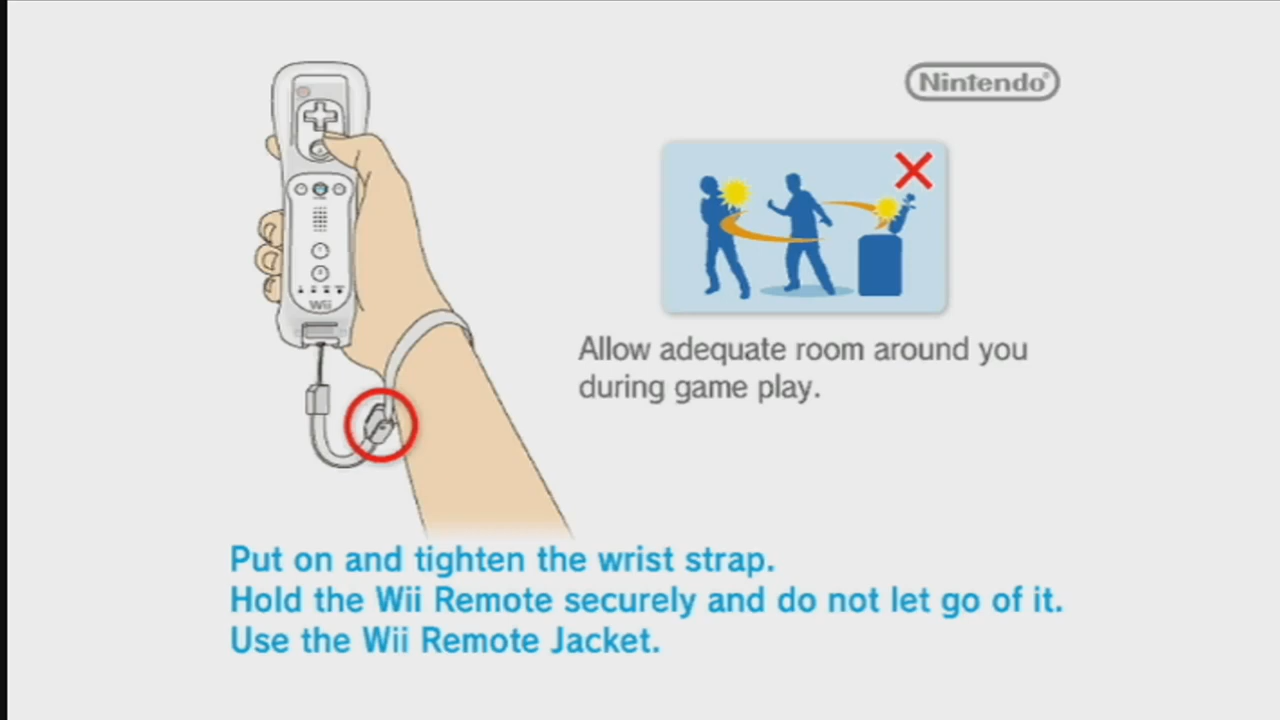 Nintendo®
Allow adequate room around you
during game play.
Wii
Put on and tighten the wrist strap.
Hold the Wii Remote securely and do not let go of it.
Use the Wii Remote Jacket.